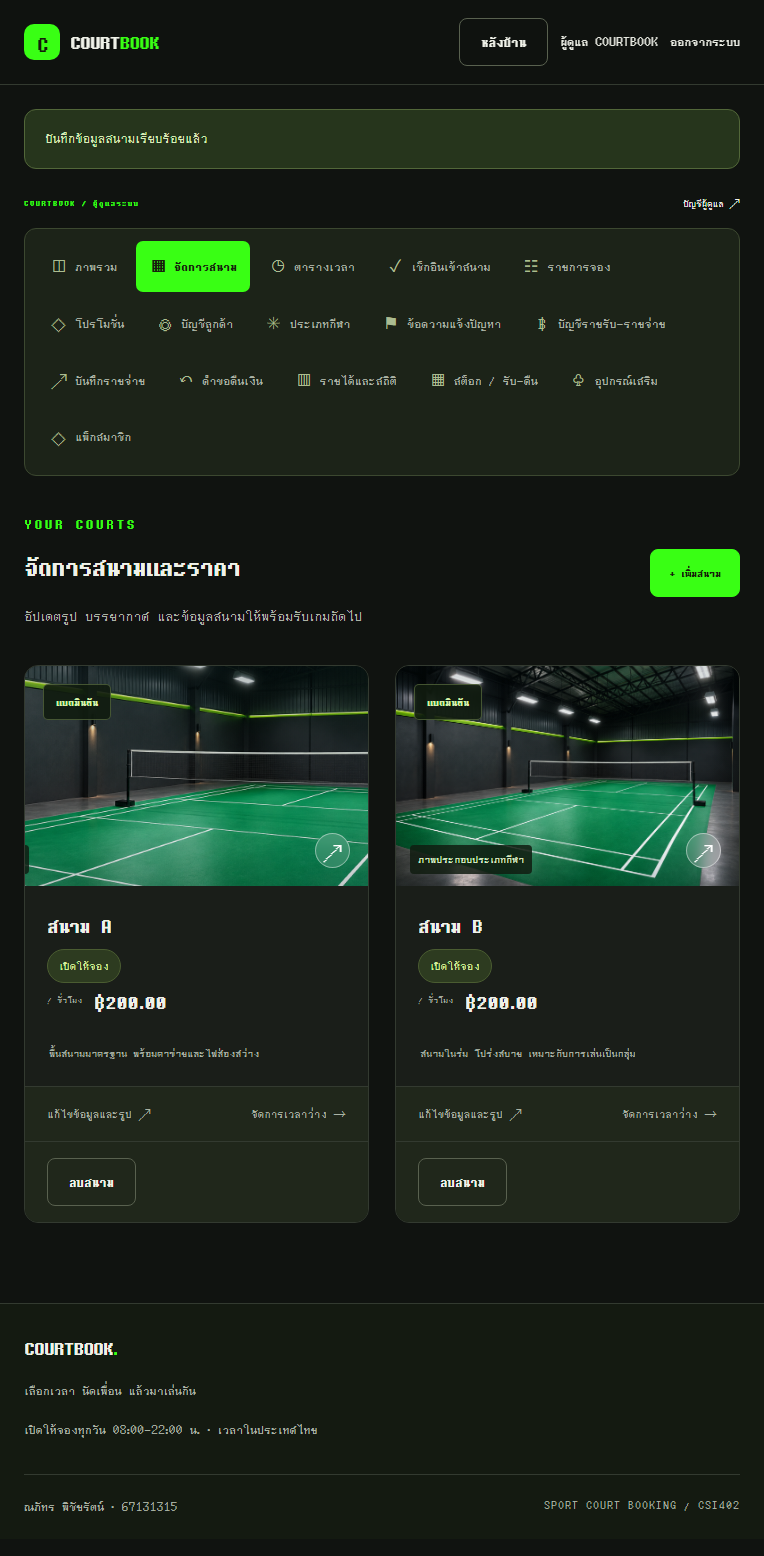 C COURTBOOK
หลังบ้าน ผู้ดูแล COURTBOOK ออกจากระบบ
บันทึกข้อมูลสนามเรียบร้อยแล้ว
COURTBOOK / ผู้ดูแลระบบ
บัญชีผู้ดูแล ↗
ภาพรวม จัดการสนาม ตารางเวลา เช็กอินเข้าสนาม รายการจอง
โปรโมชั่น บัญชีลูกค้า ประเภทกีฬา ข้อความแจ้งปัญหา บัญชีรายรับ-รายจ่าย
บันทึกรายจ่าย คำขอคืนเงิน รายได้และสถิติ สต็อก / รับ-คืน อุปกรณ์เสริม
แพ็กสมาชิก
YOUR COURTS
จัดการสนามและราคา
+ เพิ่มสนาม
อัปเดตรูป บรรยากาศ และข้อมูลสนามให้พร้อมรับเกมถัดไป
แบดมินตัน
สนาม A
เปิดให้จอง
/ ชั่วโมง ฿200.00
พื้นสนามมาตรฐาน พร้อมตาข่ายและไฟส่องสว่าง
แก้ไขข้อมูลและรูป ↗ จัดการเวลาว่าง →
ลบสนาม
แบดมินตัน
ภาพประกอบประเภทกีฬา
สนาม B
เปิดให้จอง
/ ชั่วโมง ฿200.00
สนามในร่ม โปร่งสบาย เหมาะกับการเล่นเป็นกลุ่ม
แก้ไขข้อมูลและรูป ↗ จัดการเวลาว่าง →
ลบสนาม
COURTBOOK.
เลือกเวลา นัดเพื่อน แล้วมาเล่นกัน
เปิดให้จองทุกวัน 08:00–22:00 น. · เวลาในประเทศไทย
ณภัทร พิชัยรัตน์ · 67131315
SPORT COURT BOOKING / CSI402